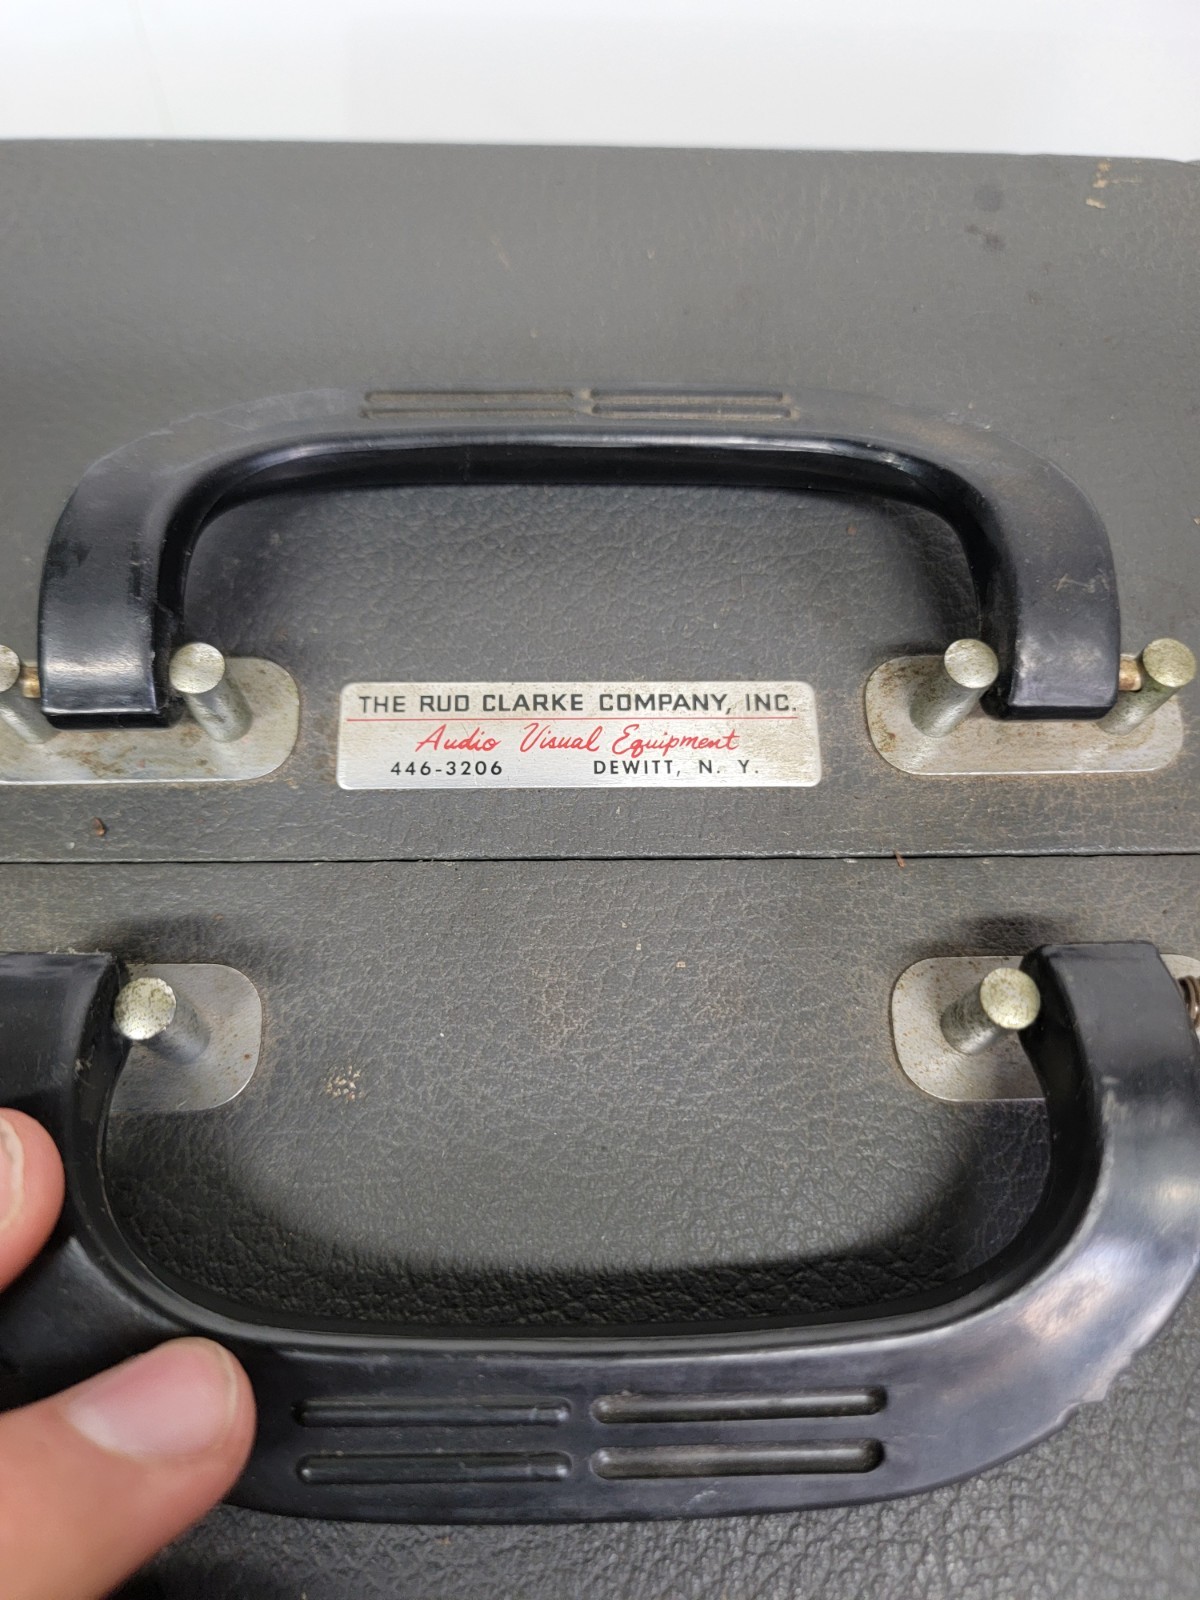 THE RUD CLARKE COMPANY, INC.
Audio Visual Equipment
446-3206 DEWITT, N. Y.